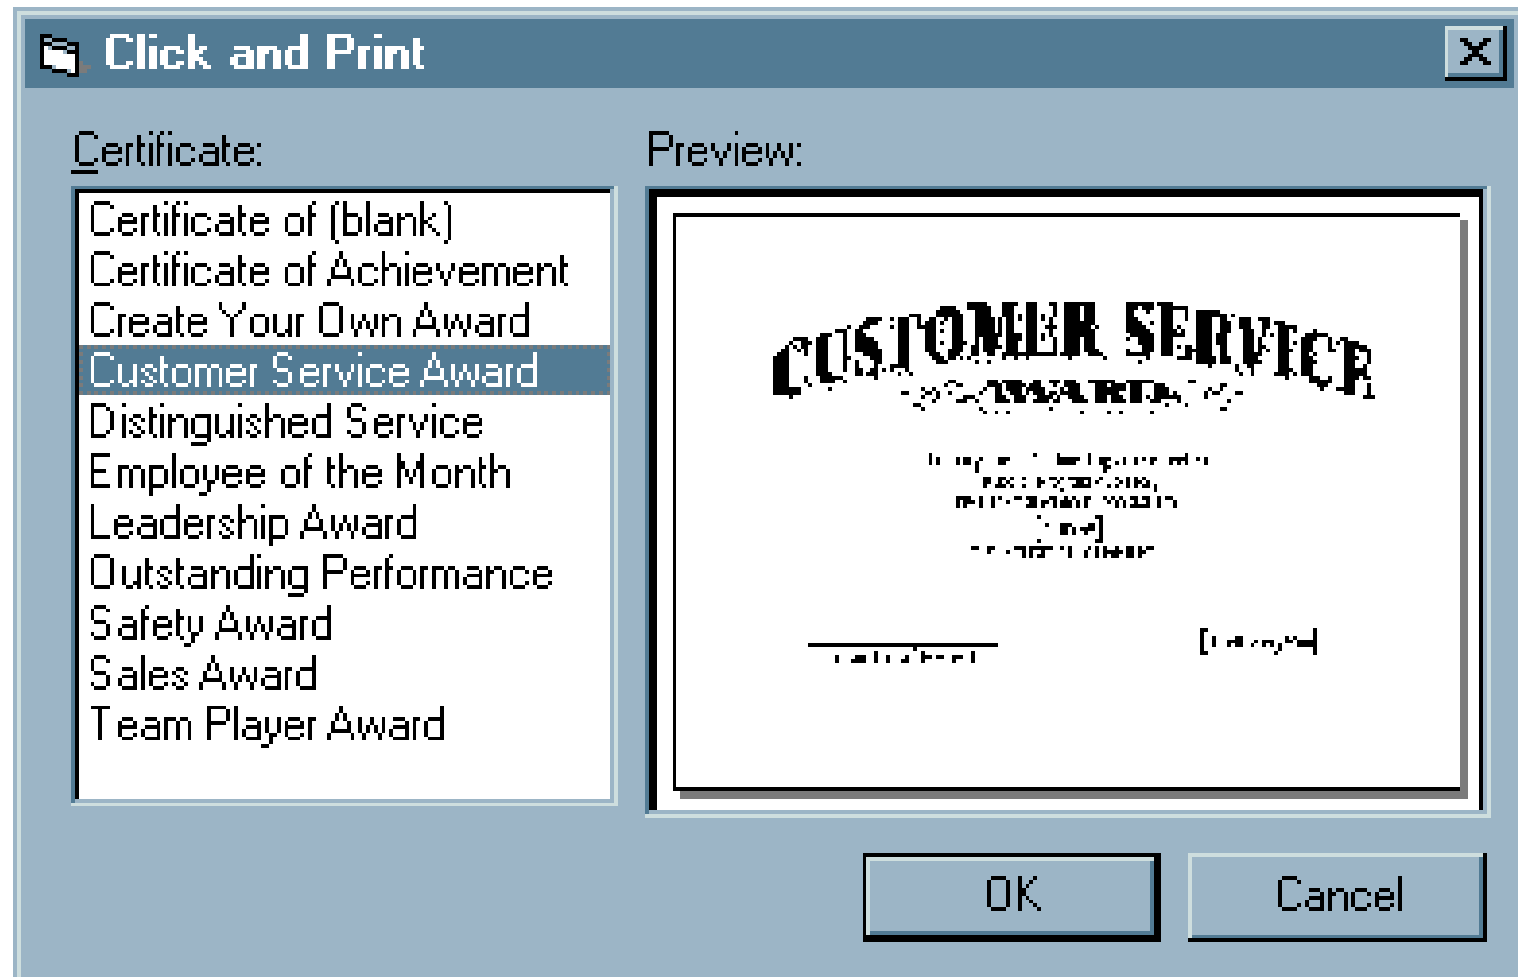 Click and Print
Certificate:
Preview:
Certificate of (blank)
Certificate of Achievement
Create Your Own Award
Customer Service Award
Distinguished Service
Employee of the Month
Leadership Award
Outstanding Performance
Safety Award
Sales Award
Team Player Award
CUSTOMER SERVICE
AWARD
OK
Cancel